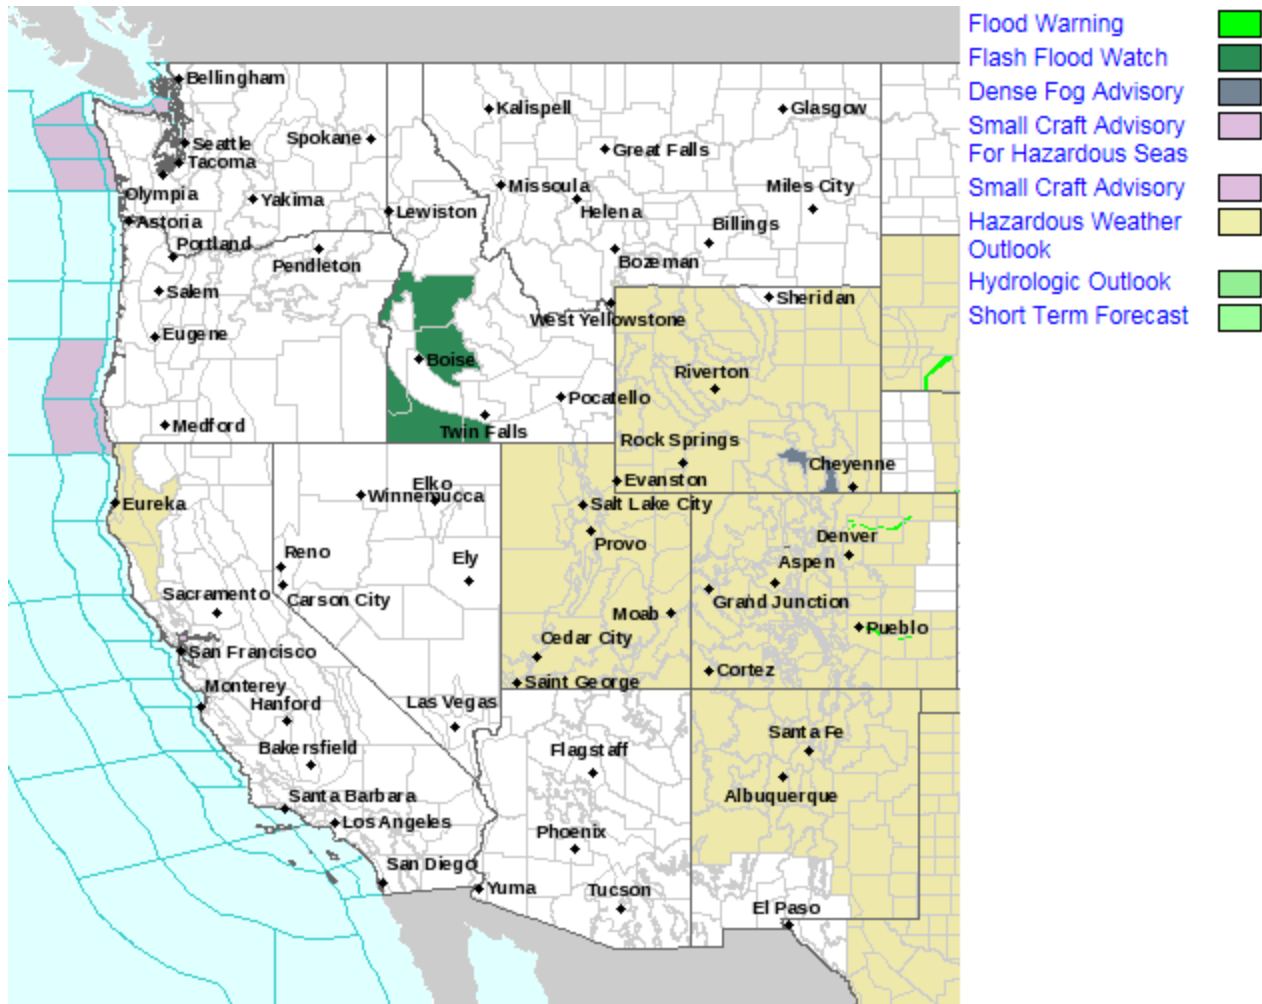 Flood Warning
Flash Flood Watch
Dense Fog Advisory
Small Craft Advisory
For Hazardous Seas
Small Craft Advisory
Hazardous Weather
Outlook
Hydrologic Outlook
Short Term Forecast
Bellingham
Kalispell
Glasgow
Spokane
Seattle
Great Falls
Tacoma
Missoula
Miles City
Olympia
Yakima
Lewiston
Helena
Astoria
Billings
Portland
Pendleton
Bozeman
Salem
Sheridan
West Yellowstone
Eugene
Boise
Riverton
Pocatello
Medford
Twin Falls
Rock Springs
Cheyenne
Evanston
Elko
Winnemucca
Eureka
Salt Lake City
Denver
Provo
Reno
Ely
Aspen
Sacramento
Carson City
Grand Junction
Moab
Pueblo
Cedar City
San Francisco
Cortez
Saint George
Monterey
Hanford
Las Vegas
Santa Fe
Bakersfield
Flagstaff
Albuquerque
Santa Barbara
Los Angeles
Phoenix
San Diego
Yuma
Tucson
El Paso